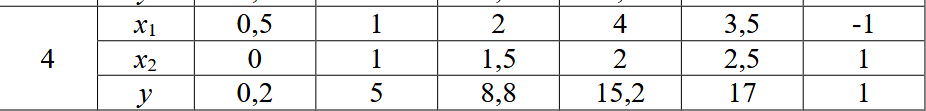 x₁ 0,5 1 2 4 3,5 -1
4 x₂ 0 1 1,5 2 2,5 1
y 0,2 5 8,8 15,2 17 1